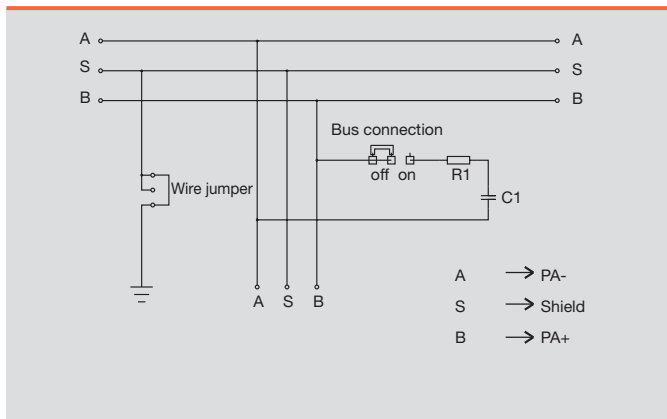 A A
S S
B B
Bus connection
off on R1
Wire jumper
C1
A S B
A → PA-
S → Shield
B → PA+